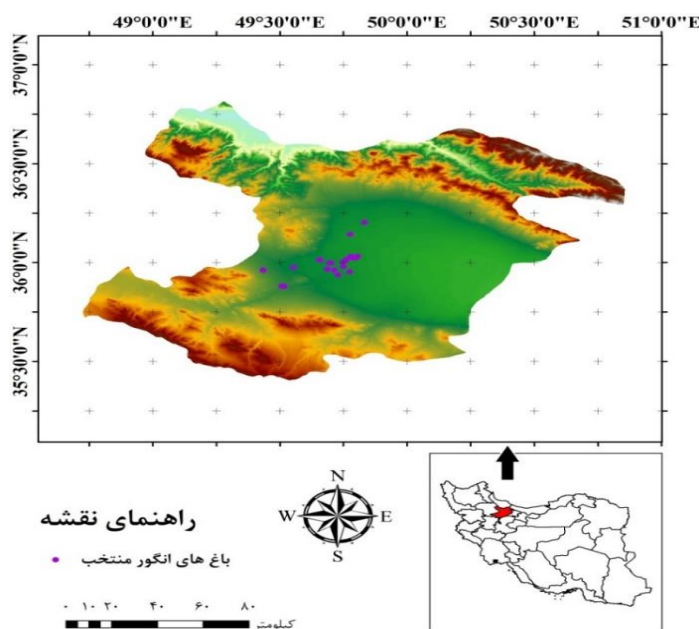 49°0'0"E 49°30'0"E 50°0'0"E 50°30'0"E 51°0'0"E
37°0'0"N
36°30'0"N
36°0'0"N
35°30'0"N
N
W E
S
راهنمای نقشه
باغ های انگور منتخب
۰ ۱۰ ۲۰ ۴۰ ۶۰ ۸۰
کیلومتر